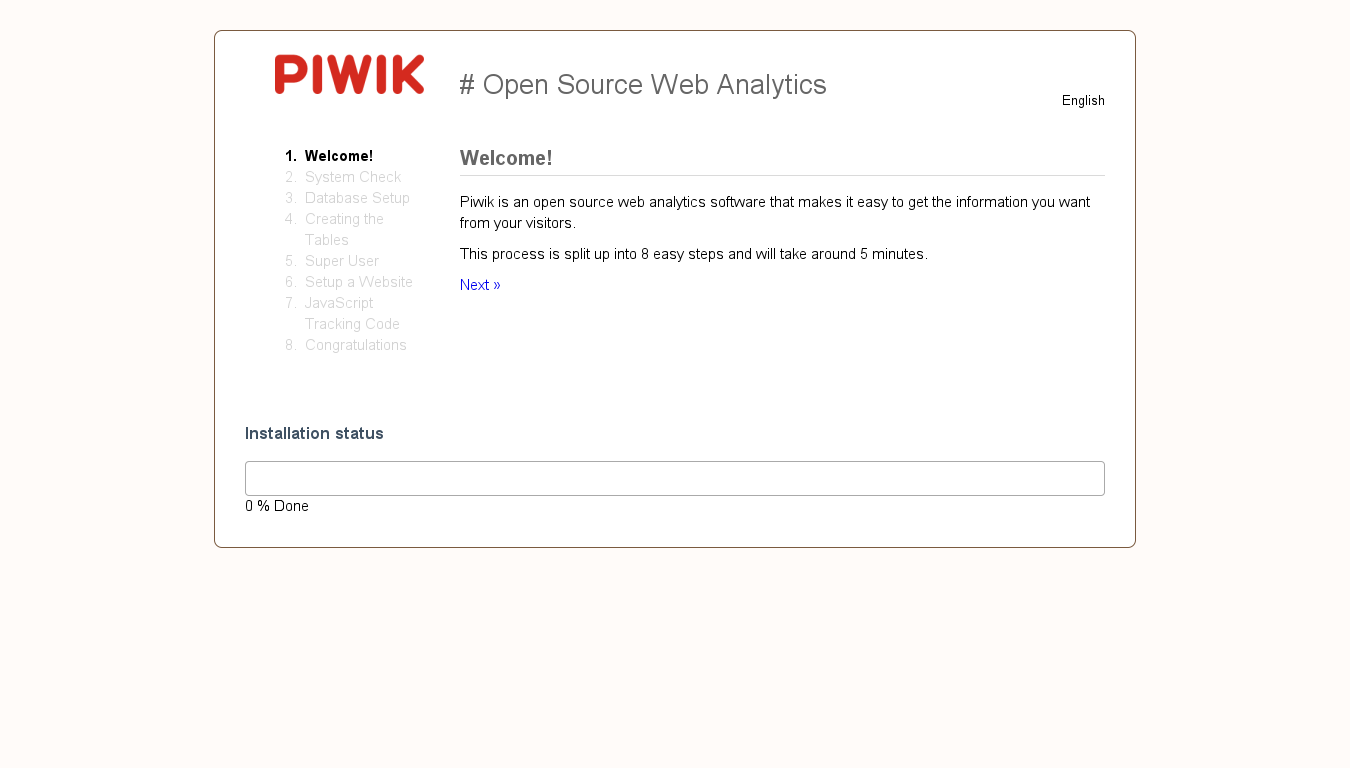 PIWIK
# Open Source Web Analytics
English
1. Welcome!
2. System Check
3. Database Setup
4. Creating the
Tables
5. Super User
6. Setup a Website
7. JavaScript
Tracking Code
8. Congratulations
Welcome!
Piwik is an open source web analytics software that makes it easy to get the information you want
from your visitors.
This process is split up into 8 easy steps and will take around 5 minutes.
Next »
Installation status
0 % Done